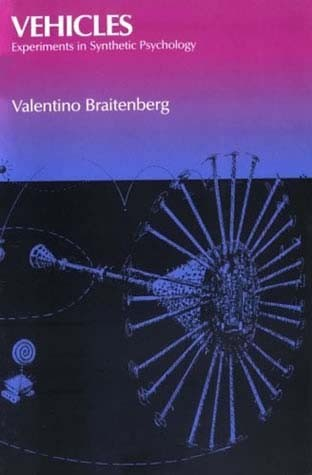 VEHICLES
Experiments in Synthetic Psychology
Valentino Braitenberg